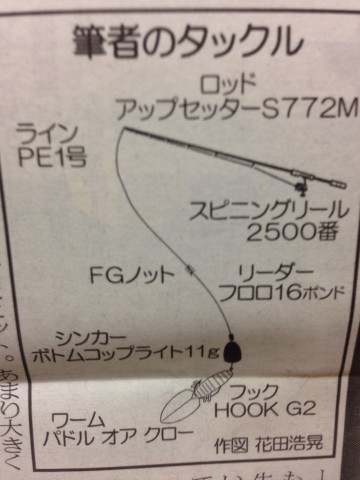 筆者のタックル
ロッド
アップセッターS772M
ライン
PE1号
スピニングリール
2500番
FGノット
リーダー
フロロ16ポンド
シンカー
ボトムコップライト11g
フック
HOOK G2
ワーム
パドル オア クロー
作図 花田浩晃
あまり大きく